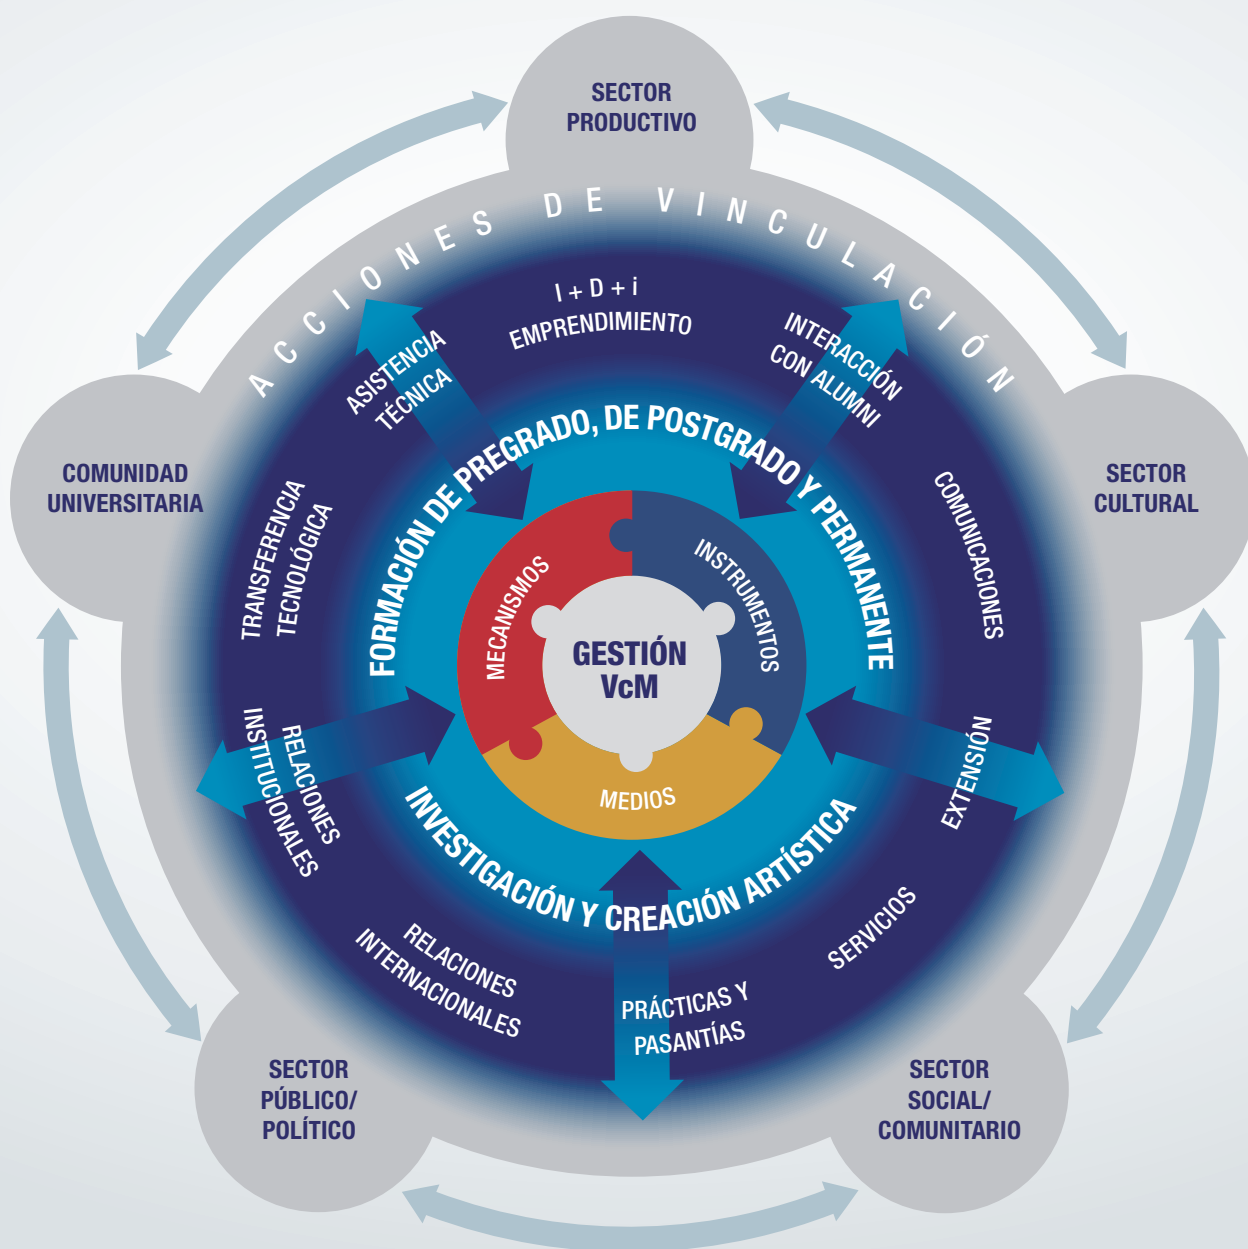 SECTOR
PRODUCTIVO
ACCIONES DE VINCULACIÓN
I + D + i
EMPRENDIMIENTO
ASISTENCIA
TÉCNICA
INTERACCIÓN
CON ALUMNI
FORMACIÓN DE PREGRADO, DE POSTGRADO Y PERMANENTE
COMUNIDAD
UNIVERSITARIA
SECTOR
CULTURAL
TRANSFERENCIA
TECNOLÓGICA
COMUNICACIONES
MECANISMOS
INSTRUMENTOS
GESTIÓN
VcM
MEDIOS
RELACIONES
INSTITUCIONALES
EXTENSIÓN
INVESTIGACIÓN Y CREACIÓN ARTÍSTICA
RELACIONES
INTERNACIONALES
SERVICIOS
PRÁCTICAS Y
PASANTÍAS
SECTOR
PÚBLICO/
POLÍTICO
SECTOR
SOCIAL/
COMUNITARIO